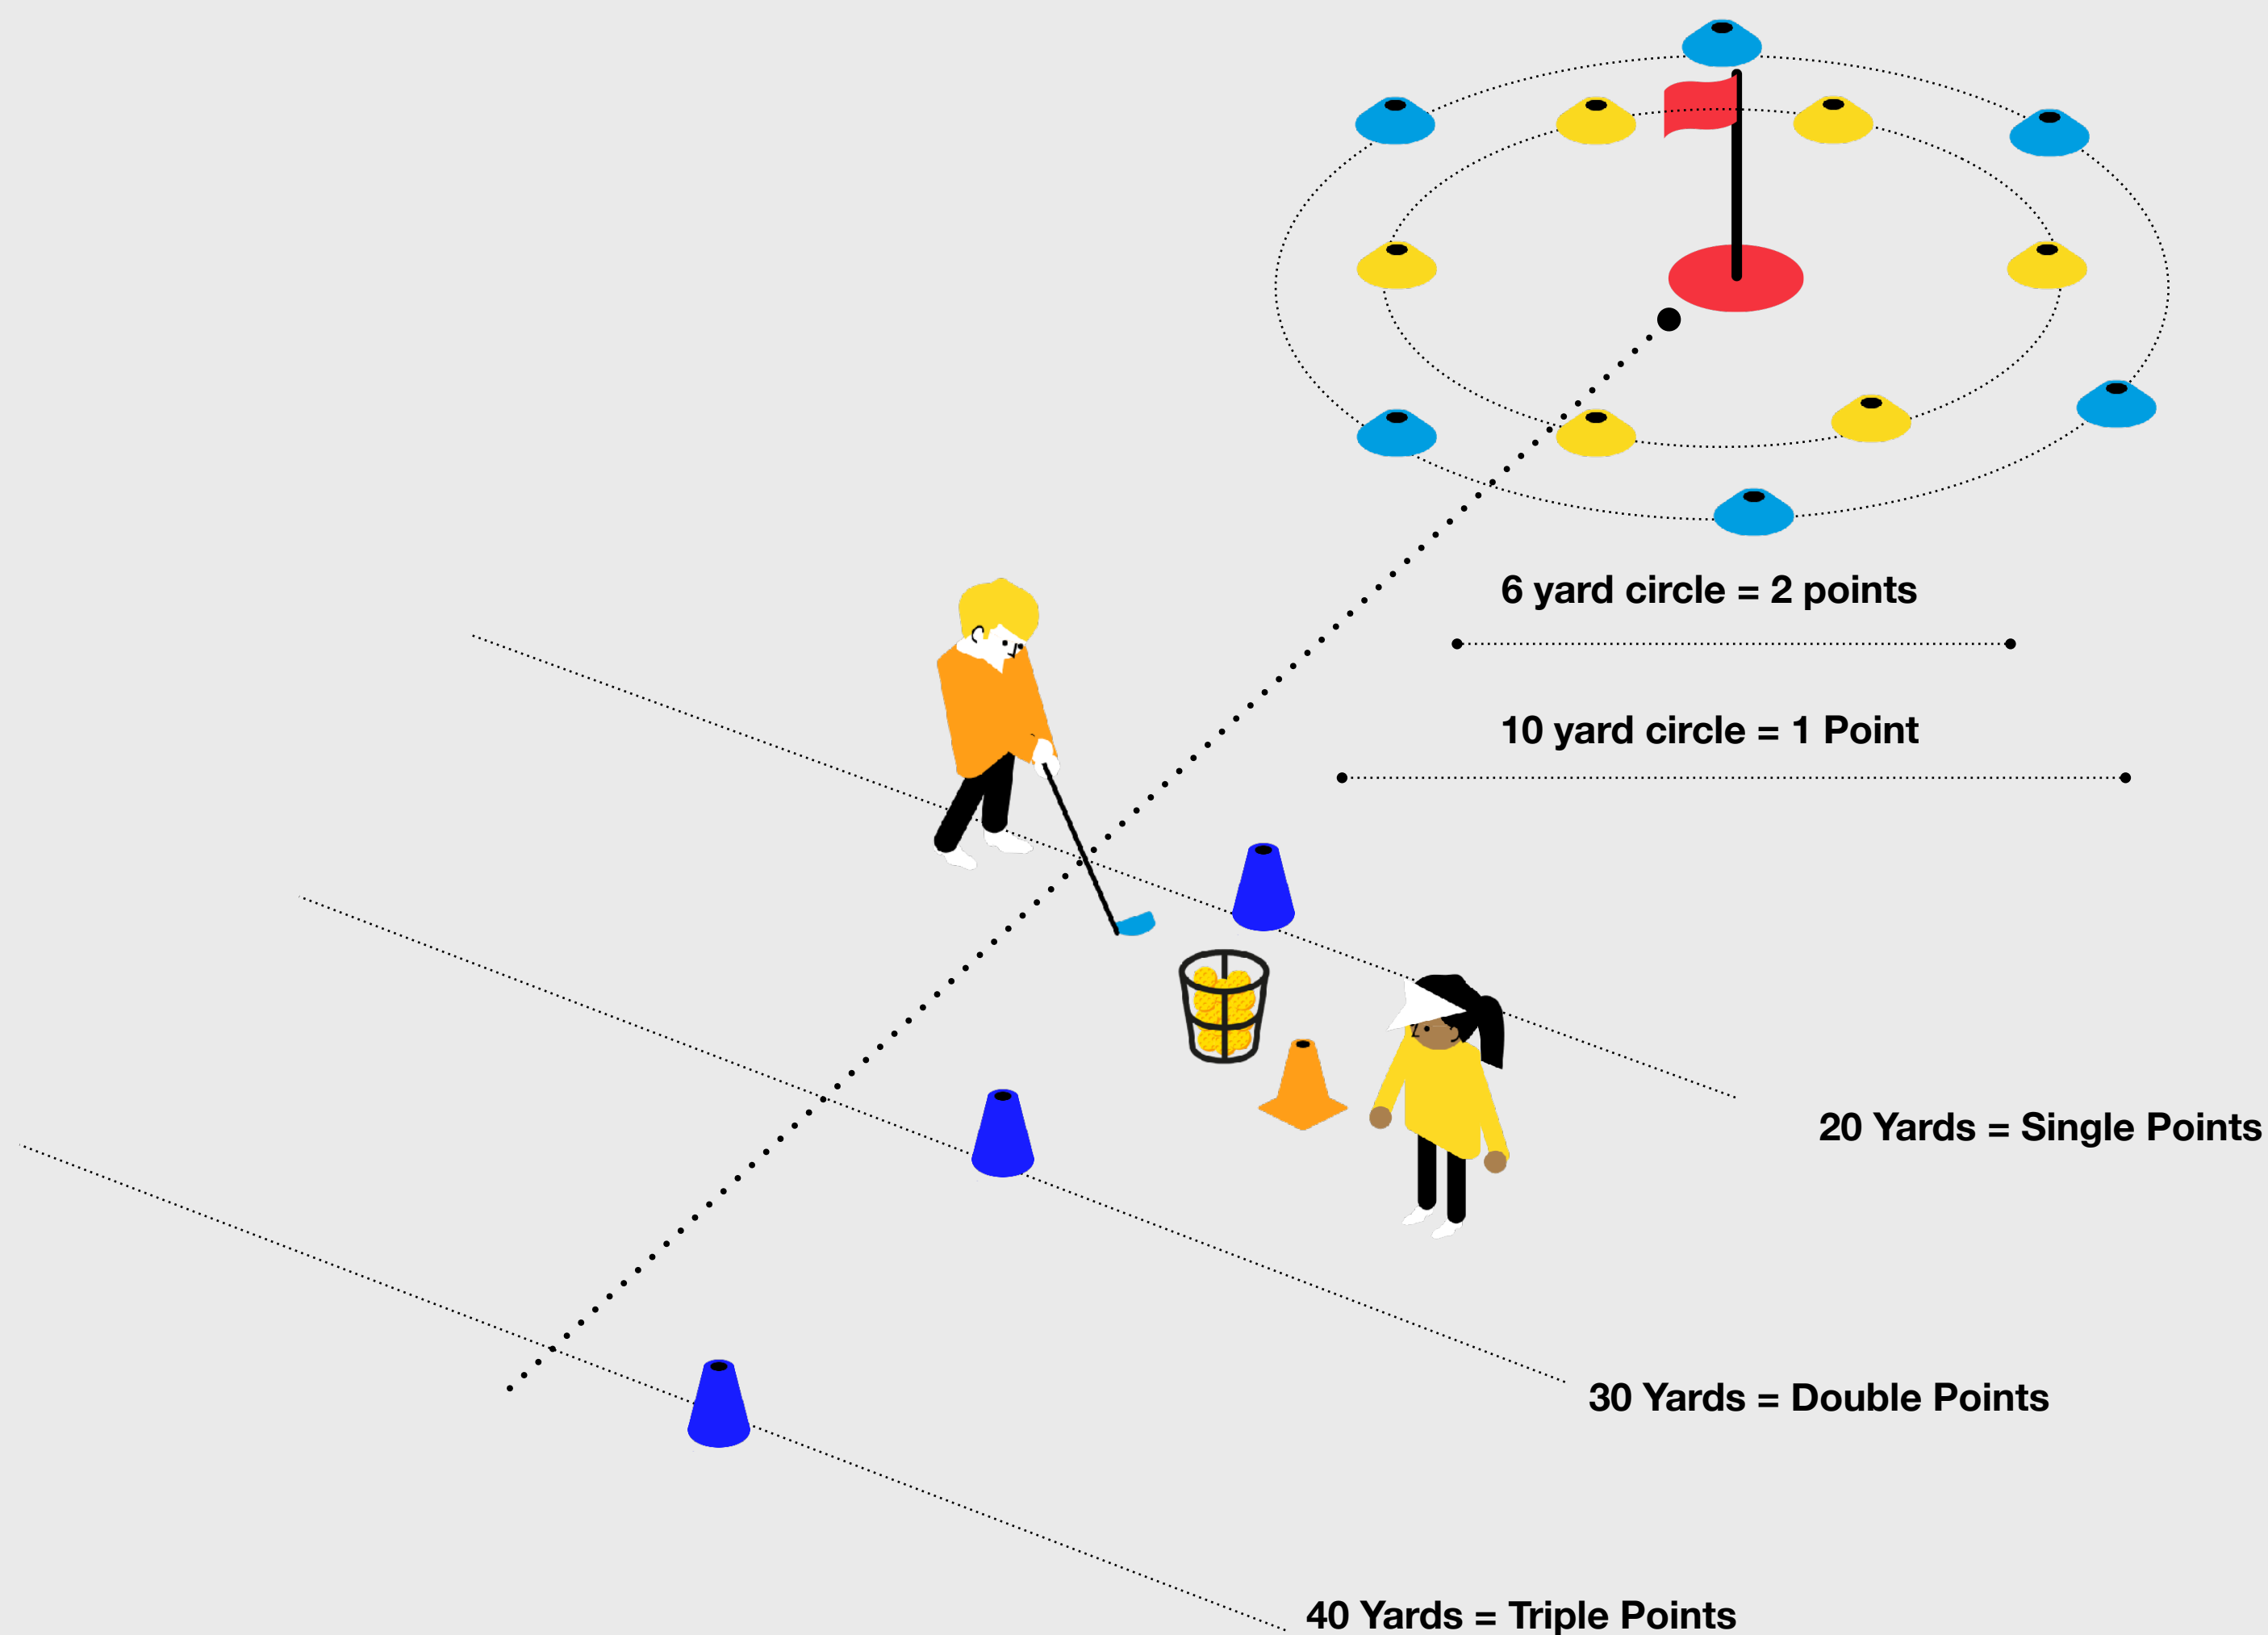 6 yard circle = 2 points
10 yard circle = 1 Point
20 Yards = Single Points
30 Yards = Double Points
40 Yards = Triple Points